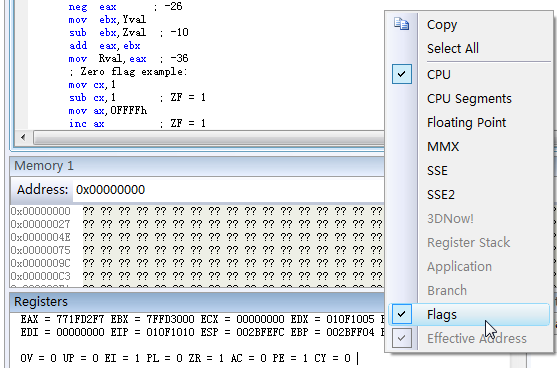 neg eax ; -26
mov ebx,Yval
sub ebx,Zval ; -10
add eax,ebx
mov Rval,eax ; -36
; Zero flag example:
mov cx,1
sub cx,1 ; ZF = 1
mov ax,0FFFFh
inc ax ; ZF = 1
Memory 1
Address: 0x00000000
0x00000000 ?? ?? ?? ?? ?? ?? ?? ?? ?? ?? ?? ?? ?? ?? ?? ?? ??
0x00000027 ?? ?? ?? ?? ?? ?? ?? ?? ?? ?? ?? ?? ?? ?? ?? ?? ??
0x0000004E ?? ?? ?? ?? ?? ?? ?? ?? ?? ?? ?? ?? ?? ?? ?? ?? ??
0x00000075 ?? ?? ?? ?? ?? ?? ?? ?? ?? ?? ?? ?? ?? ?? ?? ?? ??
0x0000009C ?? ?? ?? ?? ?? ?? ?? ?? ?? ?? ?? ?? ?? ?? ?? ?? ??
0x000000C3 ?? ?? ?? ?? ?? ?? ?? ?? ?? ?? ?? ?? ?? ?? ?? ?? ??
Registers
EAX = 771FD2F7 EBX = 7FFD3000 ECX = 00000000 EDX = 010F1005
EDI = 00000000 EIP = 010F1010 ESP = 002BFEFC EBP = 002BFF04
OV = 0 UP = 0 EI = 1 PL = 0 ZR = 1 AC = 0 PE = 1 CY = 0
Copy
Select All
CPU
CPU Segments
Floating Point
MMX
SSE
SSE2
3DNow!
Register Stack
Application
Branch
Flags
Effective Address